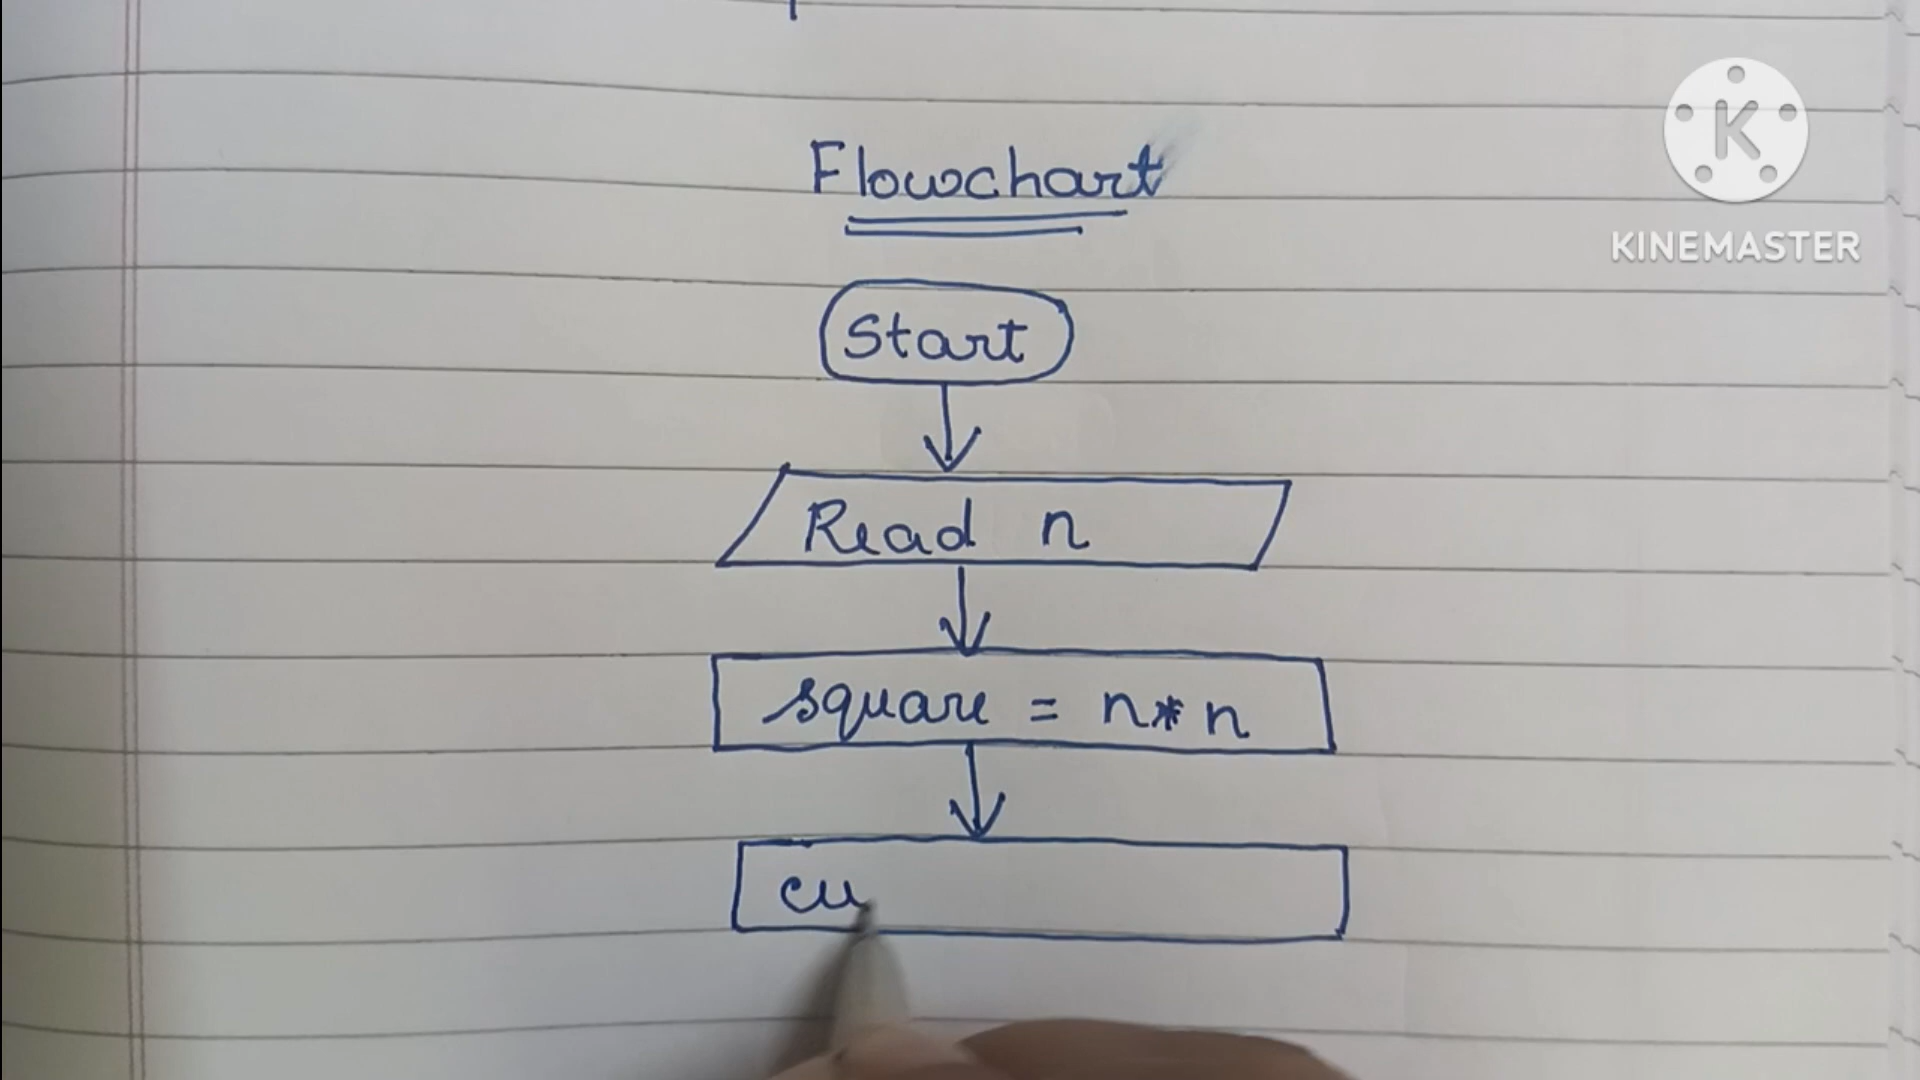 Flowchart
K
KINEMASTER
Start
Read n
square = n*n
cu